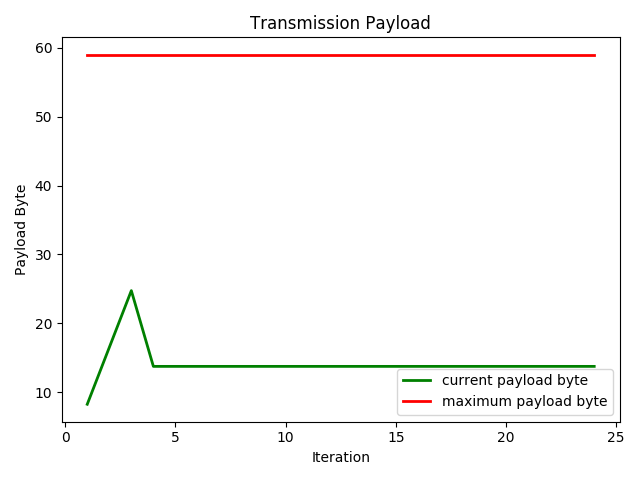 Transmission Payload
60
50
40
30
20
10
Payload Byte
0
5
10
15
20
25
Iteration
current payload byte
maximum payload byte